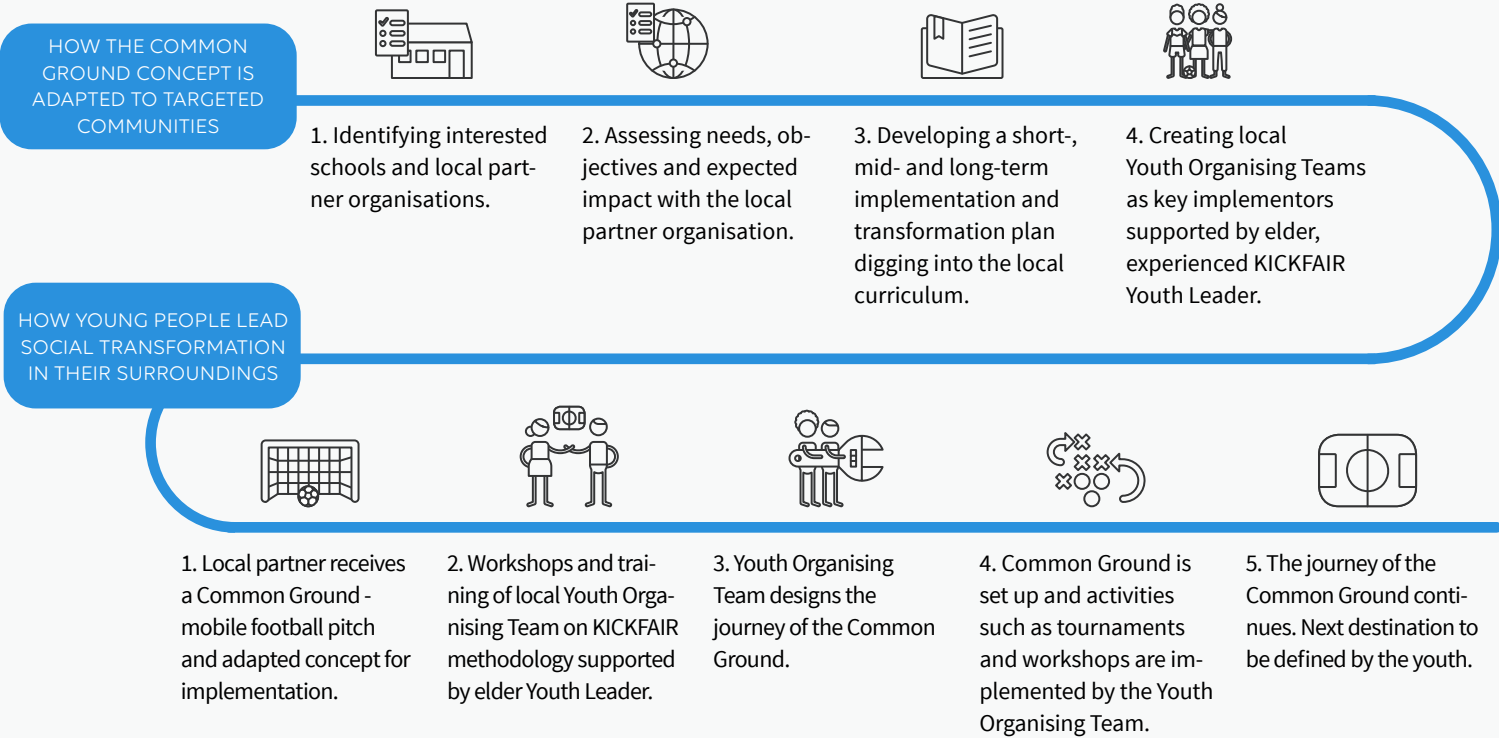 HOW THE COMMON
GROUND CONCEPT IS
ADAPTED TO TARGETED
COMMUNITIES
1. Identifying interested
schools and local part-
ner organisations.
2. Assessing needs, ob-
jectives and expected
impact with the local
partner organisation.
3. Developing a short-,
mid- and long-term
implementation and
transformation plan
digging into the local
curriculum.
4. Creating local
Youth Organising Teams
as key implementors
supported by elder,
experienced KICKFAIR
Youth Leader.
HOW YOUNG PEOPLE LEAD
SOCIAL TRANSFORMATION
IN THEIR SURROUNDINGS
1. Local partner receives
a Common Ground -
mobile football pitch
and adapted concept for
implementation.
2. Workshops and trai-
ning of local Youth Orga-
nising Team on KICKFAIR
methodology supported
by elder Youth Leader.
3. Youth Organising
Team designs the
journey of the Common
Ground.
4. Common Ground is
set up and activities
such as tournaments
and workshops are im-
plemented by the Youth
Organising Team.
5. The journey of the
Common Ground conti-
nues. Next destination to
be defined by the youth.